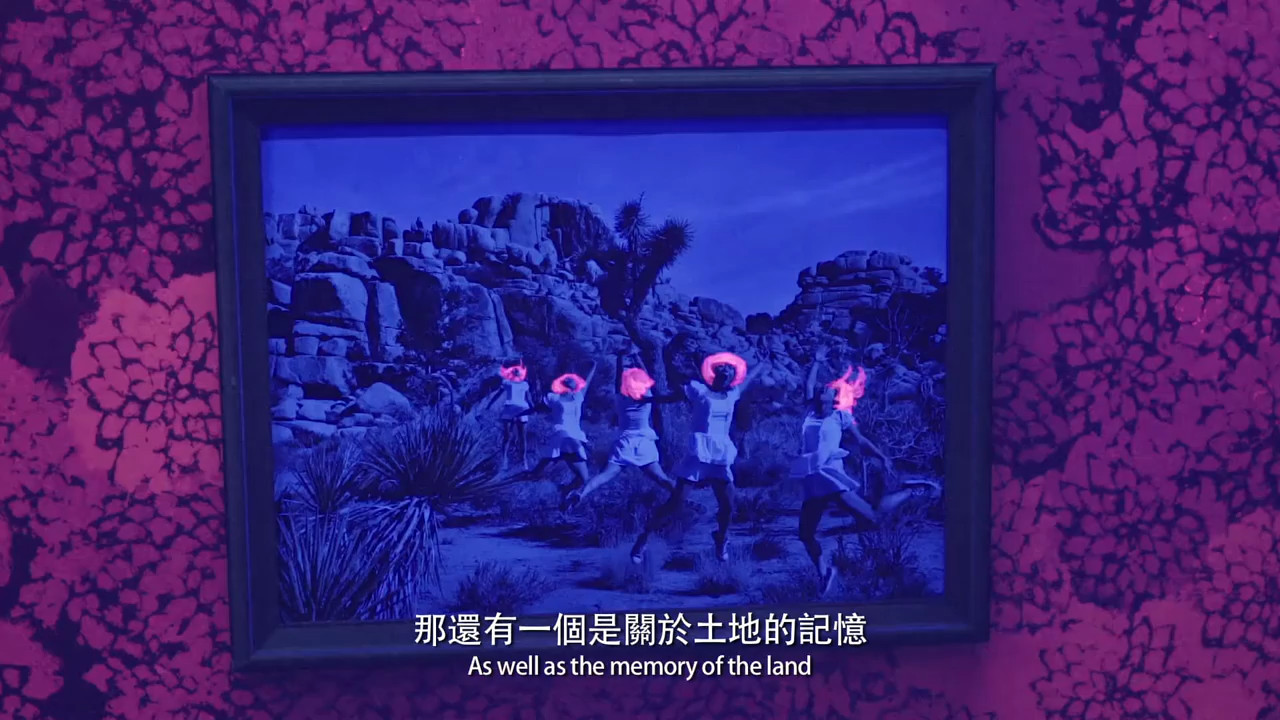 那還有一個是關於土地的記憶
As well as the memory of the land